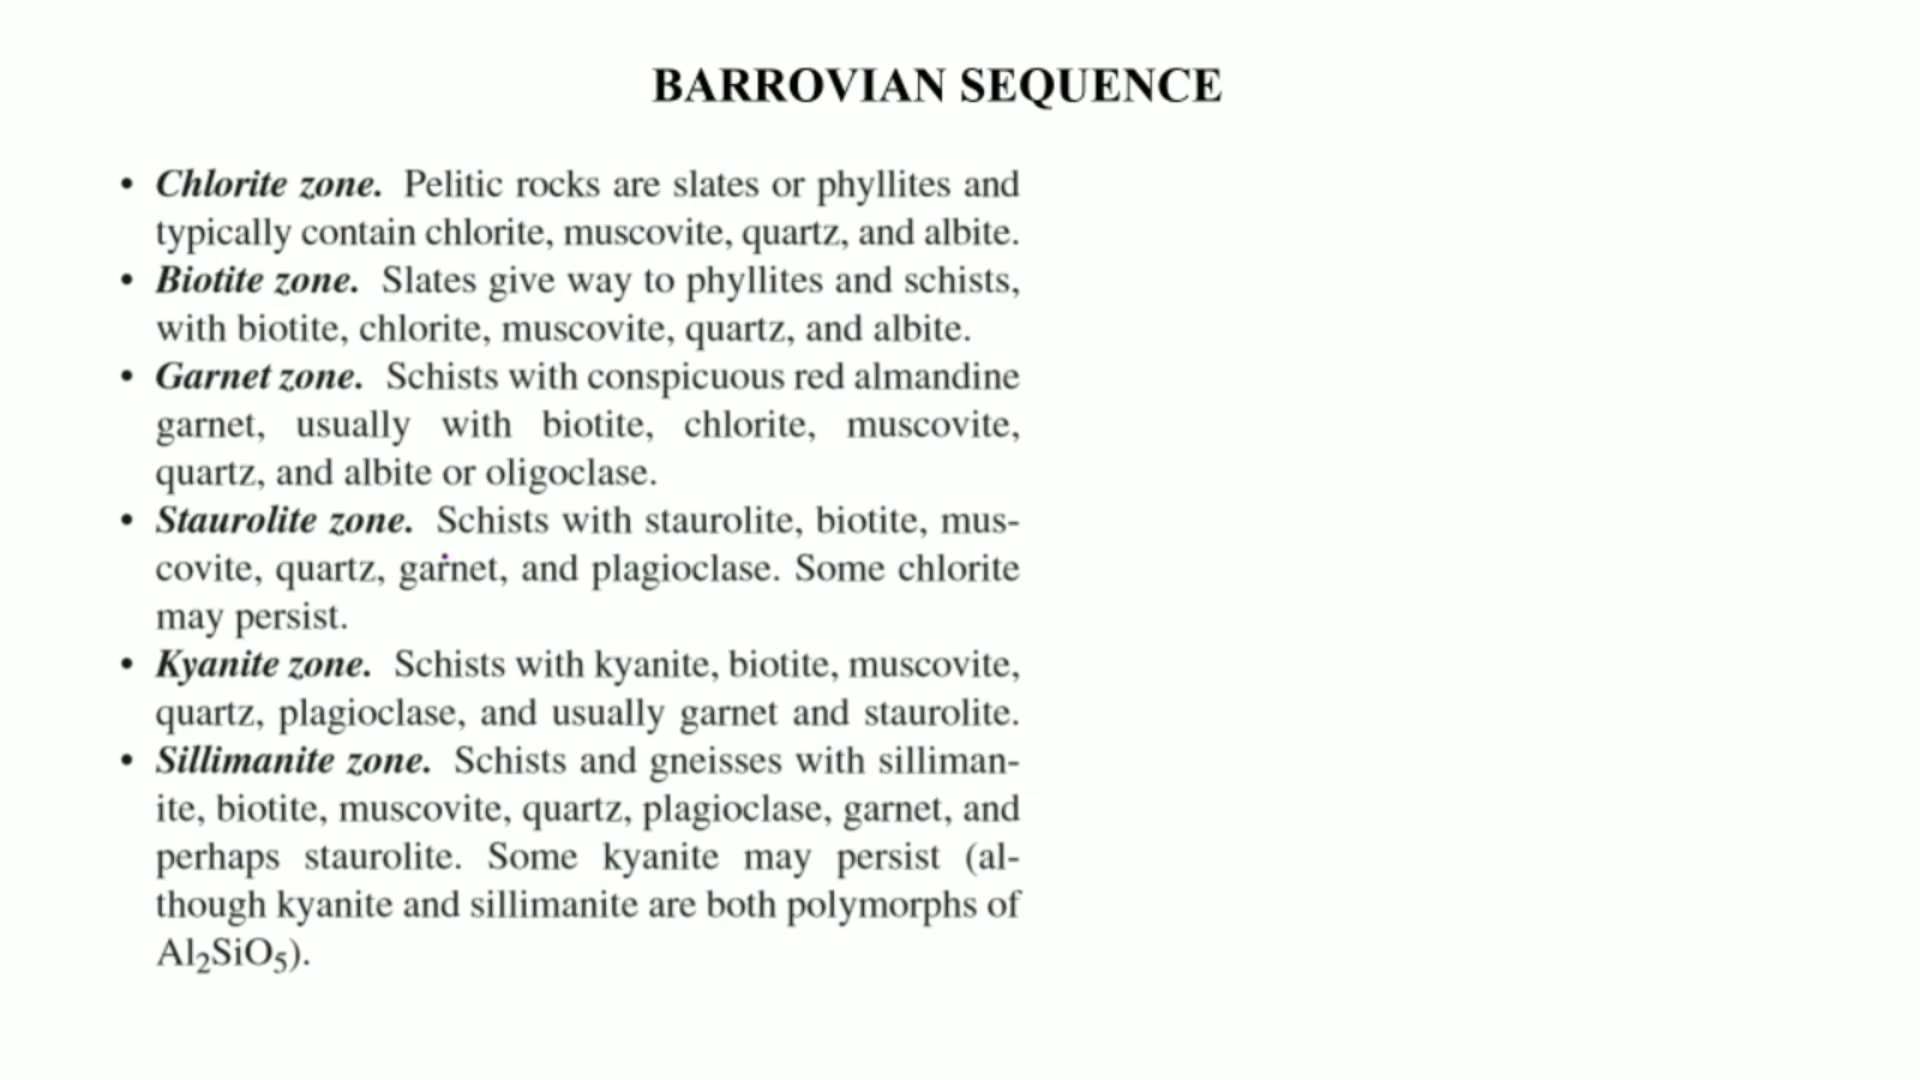 BARROVIAN SEQUENCE
• Chlorite zone. Pelitic rocks are slates or phyllites and
typically contain chlorite, muscovite, quartz, and albite.
• Biotite zone. Slates give way to phyllites and schists,
with biotite, chlorite, muscovite, quartz, and albite.
• Garnet zone. Schists with conspicuous red almandine
garnet, usually with biotite, chlorite, muscovite,
quartz, and albite or oligoclase.
• Staurolite zone. Schists with staurolite, biotite, mus-
covite, quartz, garnet, and plagioclase. Some chlorite
may persist.
• Kyanite zone. Schists with kyanite, biotite, muscovite,
quartz, plagioclase, and usually garnet and staurolite.
• Sillimanite zone. Schists and gneisses with silliman-
ite, biotite, muscovite, quartz, plagioclase, garnet, and
perhaps staurolite. Some kyanite may persist (al-
though kyanite and sillimanite are both polymorphs of
Al₂SiO₅).